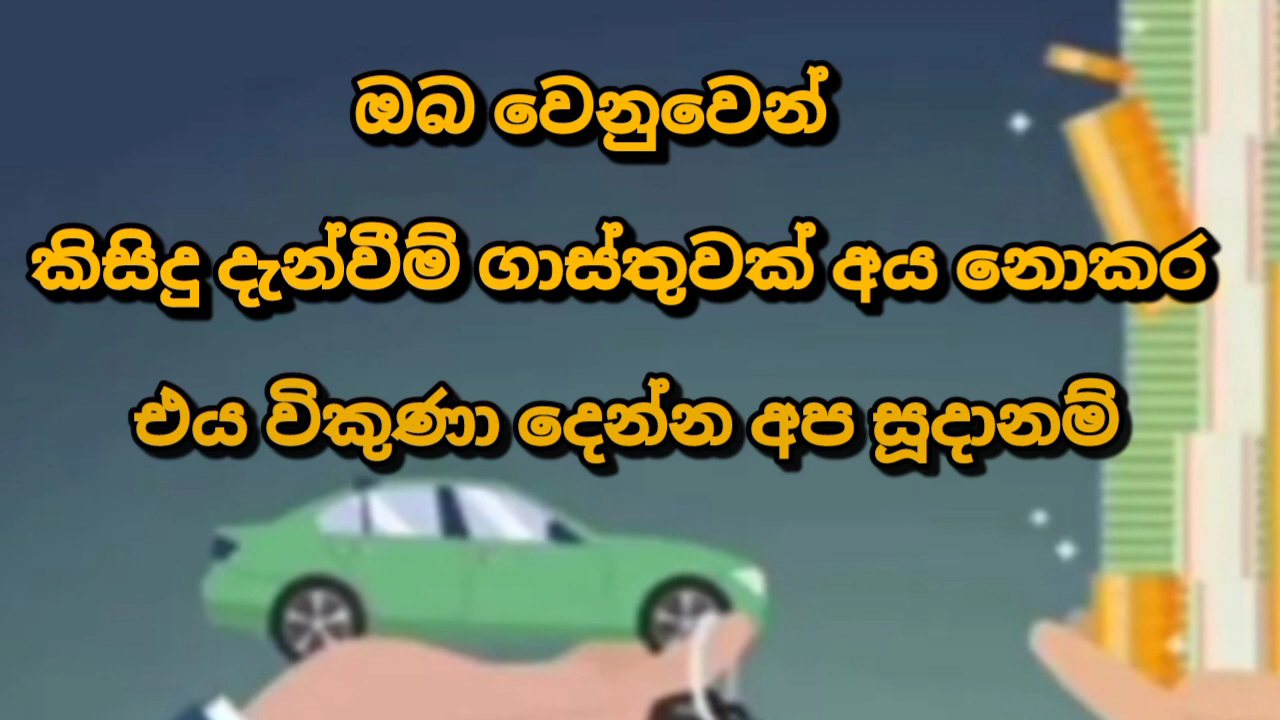 ඔබ වෙනුවෙන්
කිසිදු දැන්වීම් ගාස්තුවක් අය නොකර
එය විකුණා දෙන්න අප සූදානම්